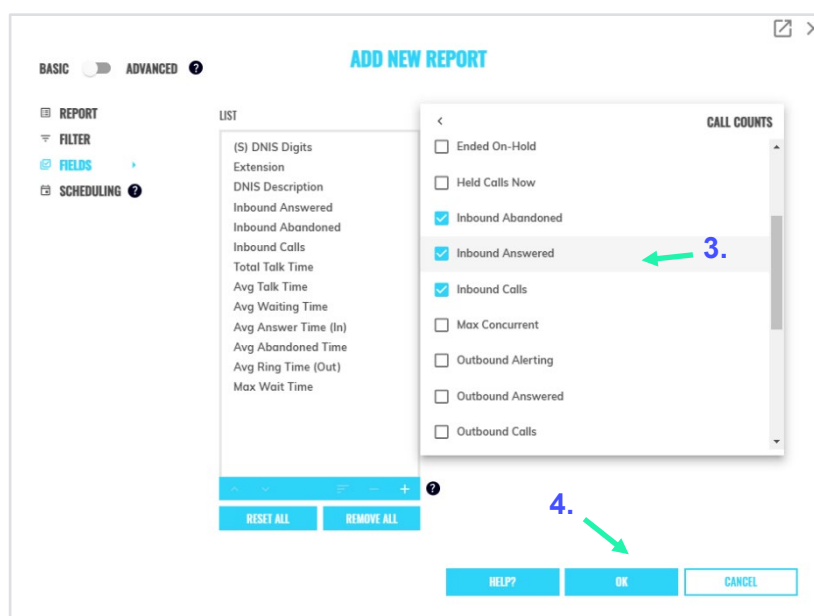 ADD NEW REPORT
BASIC ADVANCED ?
REPORT
FILTER
FIELDS
SCHEDULING ?
LIST
(S) DNIS Digits
Extension
DNIS Description
Inbound Answered
Inbound Abandoned
Inbound Calls
Total Talk Time
Avg Talk Time
Avg Waiting Time
Avg Answer Time (In)
Avg Abandoned Time
Avg Ring Time (Out)
Max Wait Time
RESET ALL REMOVE ALL
?
CALL COUNTS
Ended On-Hold
Held Calls Now
Inbound Abandoned
Inbound Answered
3.
Inbound Calls
Max Concurrent
Outbound Alerting
Outbound Answered
Outbound Calls
4.
HELP? OK CANCEL